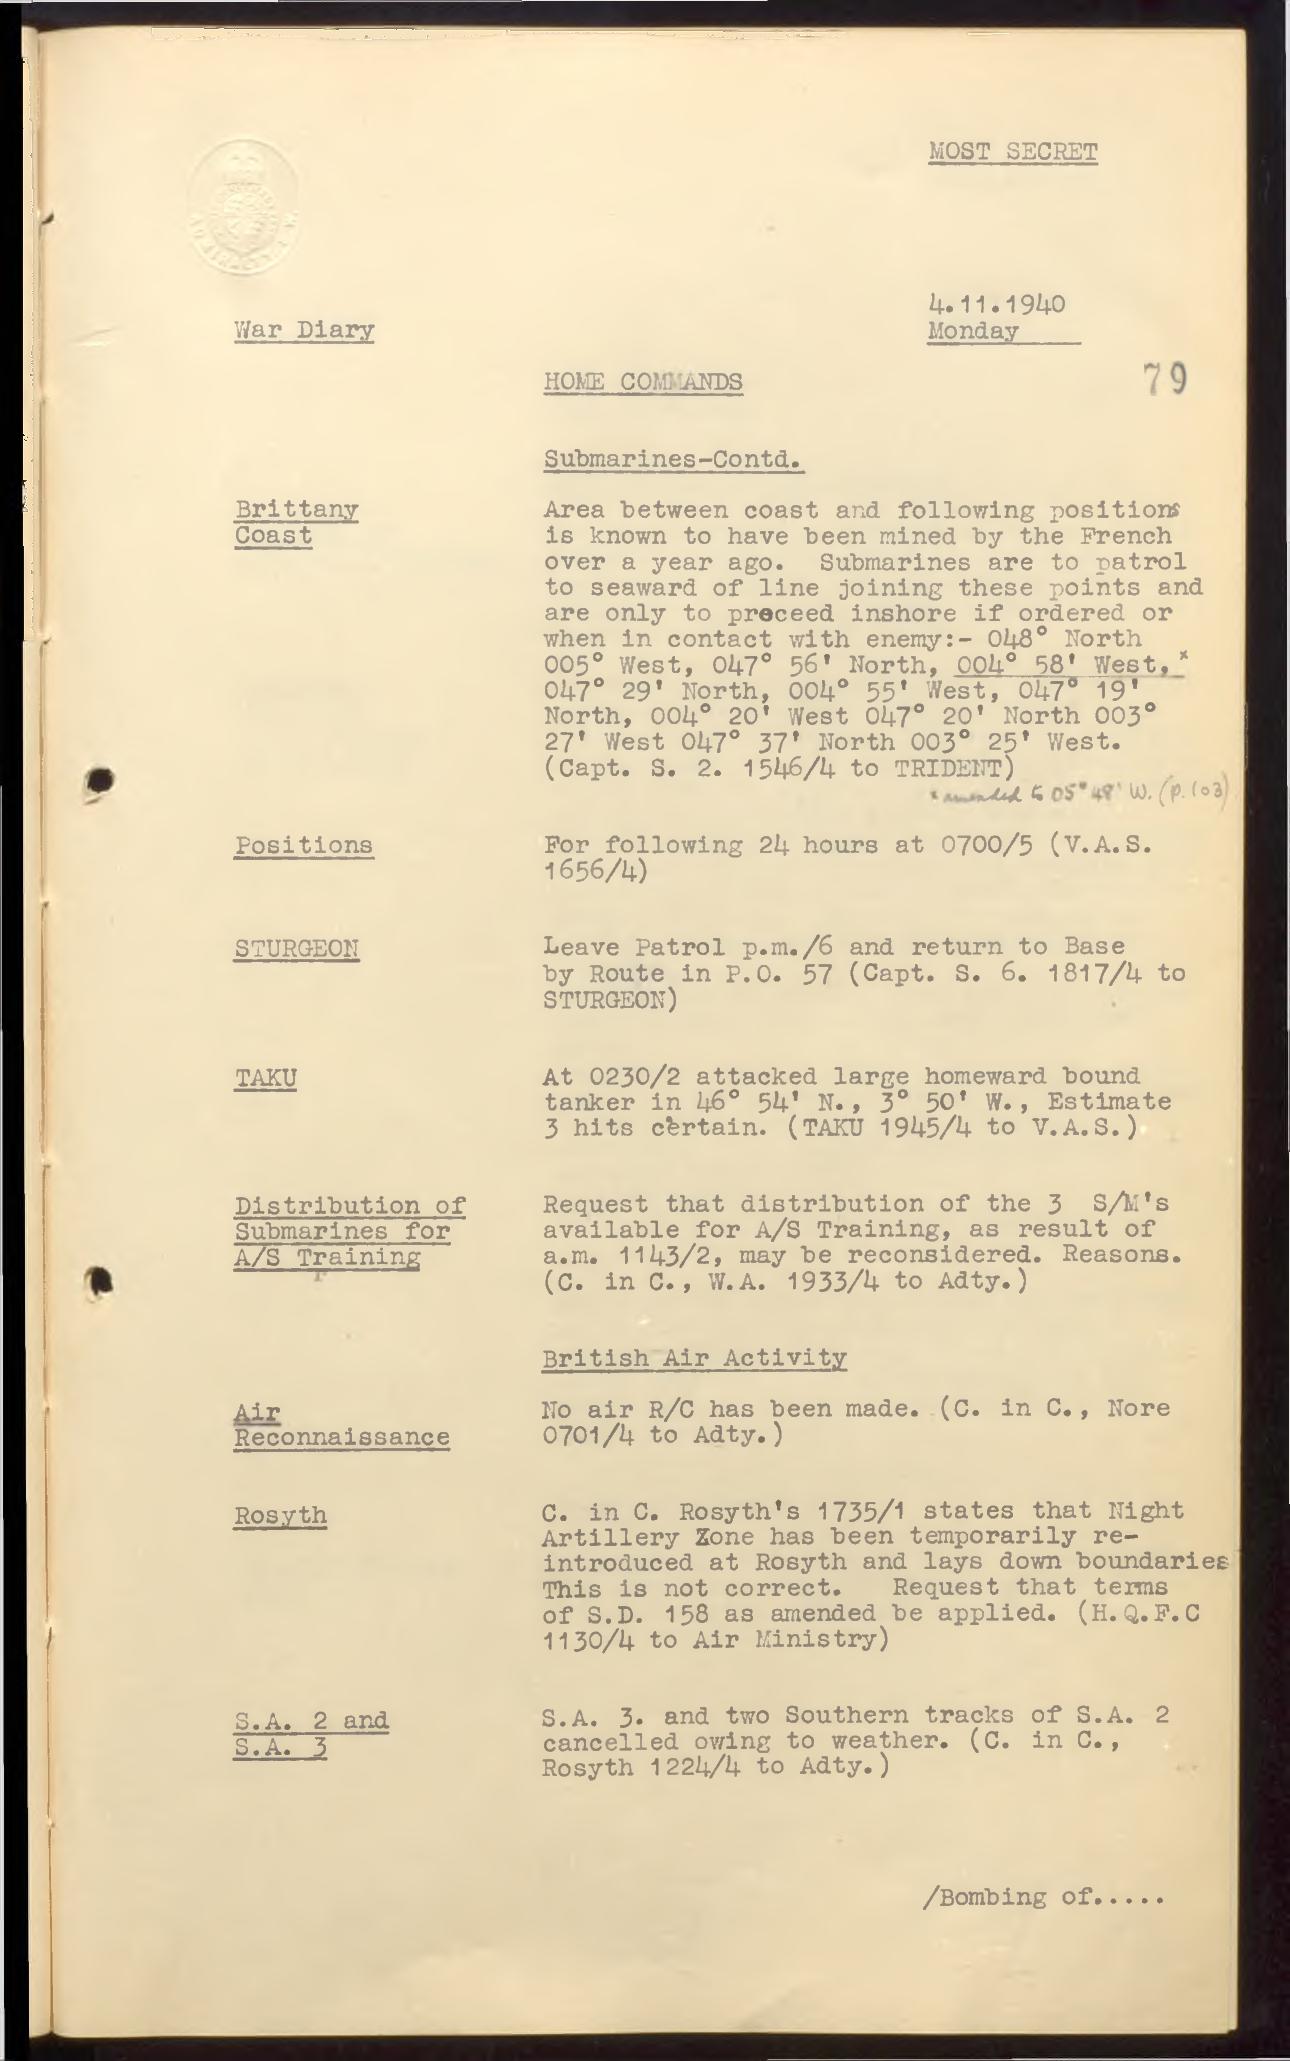 MOST SECRET
4.11.1940
War Diary
Monday
HOME COMMANDS
79
Submarines-Contd.
Brittany
Coast
Area between coast and following positions
is known to have been mined by the French
over a year ago. Submarines are to patrol
to seaward of line joining these points and
are only to proceed inshore if ordered or
when in contact with enemy:- 048° North
005° West, 047° 56' North, 004° 58' West,*
047° 29' North, 004° 55' West, 047° 19'
North, 004° 20' West 047° 20' North 003°
27' West 047° 37' North 003° 25' West.
(Capt. S. 2. 1546/4 to TRIDENT)
* amended to 05° 48' W. (p. 103)
Positions
For following 24 hours at 0700/5 (V.A.S.
1656/4)
STURGEON
Leave Patrol p.m./6 and return to Base
by Route in P.O. 57 (Capt. S. 6. 1817/4 to
STURGEON)
TAKU
At 0230/2 attacked large homeward bound
tanker in 46° 54' N., 3° 50' W., Estimate
3 hits certain. (TAKU 1945/4 to V.A.S.)
Distribution of
Submarines for
A/S Training
Request that distribution of the 3 S/M's
available for A/S Training, as result of
a.m. 1143/2, may be reconsidered. Reasons.
(C. in C., W.A. 1933/4 to Adty.)
British Air Activity
Air
Reconnaissance
No air R/C has been made. (C. in C., Nore
0701/4 to Adty.)
Rosyth
C. in C. Rosyth's 1735/1 states that Night
Artillery Zone has been temporarily re-
introduced at Rosyth and lays down boundaries
This is not correct. Request that terms
of S.D. 158 as amended be applied. (H.Q.F.C
1130/4 to Air Ministry)
S.A. 2 and
S.A. 3
S.A. 3. and two Southern tracks of S.A. 2
cancelled owing to weather. (C. in C.,
Rosyth 1224/4 to Adty.)
/Bombing of.....